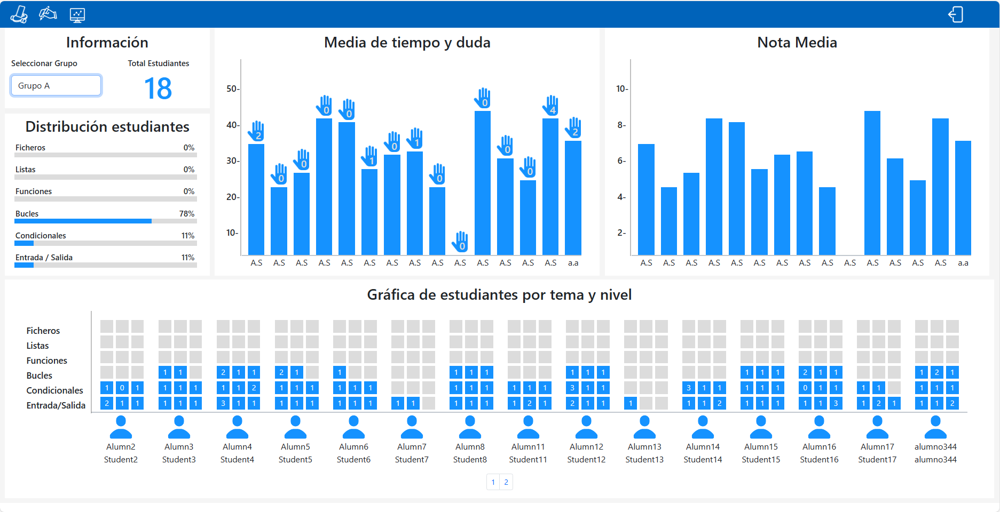 Información
Seleccionar Grupo
Total Estudiantes
Grupo A
18
Distribución estudiantes
Ficheros 0%
Listas 0%
Funciones 0%
Bucles 78%
Condicionales 11%
Entrada / Salida 11%
Media de tiempo y duda
50-
40-
30-
20-
10-
2 0 0 0 0 1 0 1 0 0 0 0 0 4 2
A.S A.S A.S A.S A.S A.S A.S A.S A.S A.S A.S A.S A.S A.S a.a
Nota Media
10-
8-
6-
4-
2-
A.S A.S A.S A.S A.S A.S A.S A.S A.S A.S A.S A.S A.S A.S a.a
Gráfica de estudiantes por tema y nivel
Ficheros
Listas
Funciones
Bucles 1 1 2 1 1 2 1 1 1 1 1 1 1 1 1 1 1 2 1 1 1 2 1
Condicionales 1 0 1 1 1 1 1 1 2 1 1 1 1 1 1 1 1 1 1 1 1 3 1 1 3 1 1 1 1 1 0 1 1 1 1 1 1 1
Entrada/Salida 2 1 1 1 1 1 3 1 1 1 1 1 1 1 1 1 1 1 1 1 1 2 1 2 1 1 1 1 1 2 1 1 1 1 1 3 1 2 1 1 1 2
Alumn2 Alumn3 Alumn4 Alumn5 Alumn6 Alumn7 Alumn8 Alumn11 Alumn12 Alumn13 Alumn14 Alumn15 Alumn16 Alumn17 alumno344
Student2 Student3 Student4 Student5 Student6 Student7 Student8 Student11 Student12 Student13 Student14 Student15 Student16 Student17 alumno344
1 2